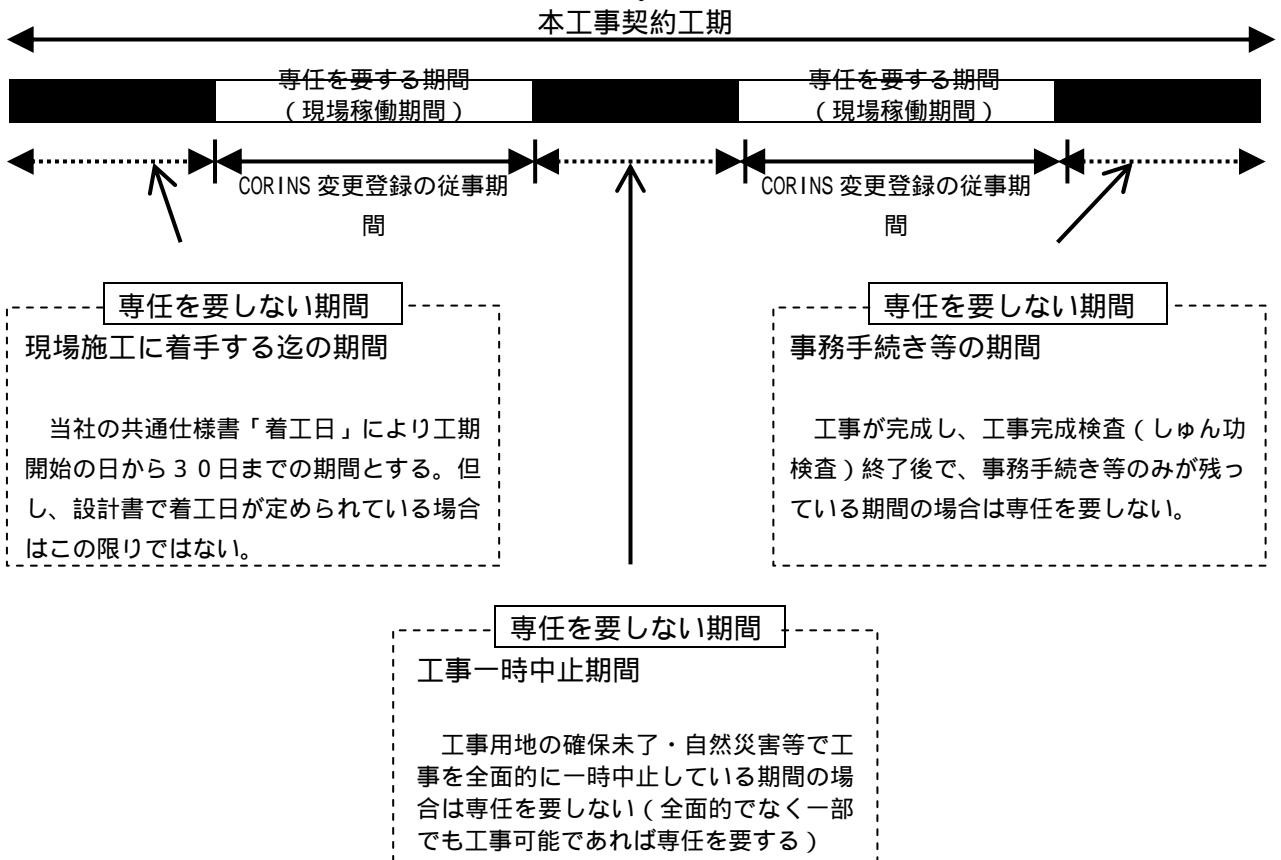 本工事契約工期
専任を要する期間
（現場稼働期間）
専任を要する期間
（現場稼働期間）
CORINS 変更登録の従事期
間
CORINS 変更登録の従事期
間
専任を要しない期間
現場施工に着手する迄の期間
当社の共通仕様書「着工日」により工期
開始の日から３０日までの期間とする。但
し、設計書で着工日が定められている場合
はこの限りではない。
専任を要しない期間
事務手続き等の期間
工事が完成し、工事完成検査（しゅん功
検査）終了後で、事務手続き等のみが残っ
ている期間の場合は専任を要しない。
専任を要しない期間
工事一時中止期間
工事用地の確保未了・自然災害等で工
事を全面的に一時中止している期間の場
合は専任を要しない（全面的でなく一部
でも工事可能であれば専任を要する）